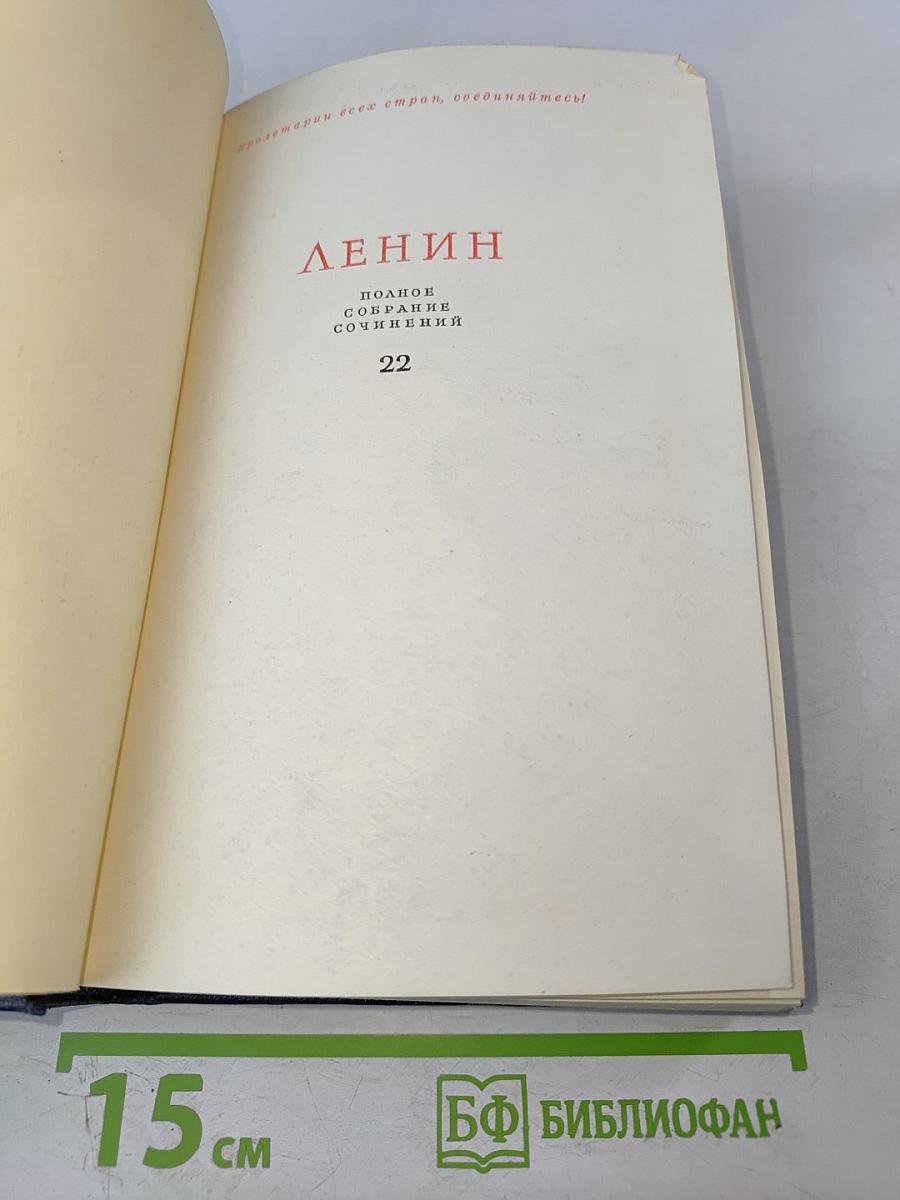 Пролетарии всех стран, соединяйтесь!
ЛЕНИН
ПОЛНОЕ
СОБРАНИЕ
СОЧИНЕНИЙ
22
15 см
БФ БИБЛИОФАН